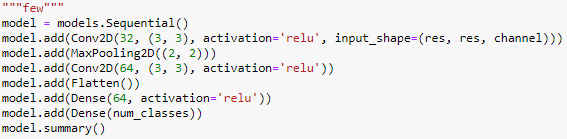 """few"""
model = models.Sequential()
model.add(Conv2D(32, (3, 3), activation='relu', input_shape=(res, res, channel)))
model.add(MaxPooling2D((2, 2)))
model.add(Conv2D(64, (3, 3), activation='relu'))
model.add(Flatten())
model.add(Dense(64, activation='relu'))
model.add(Dense(num_classes))
model.summary()